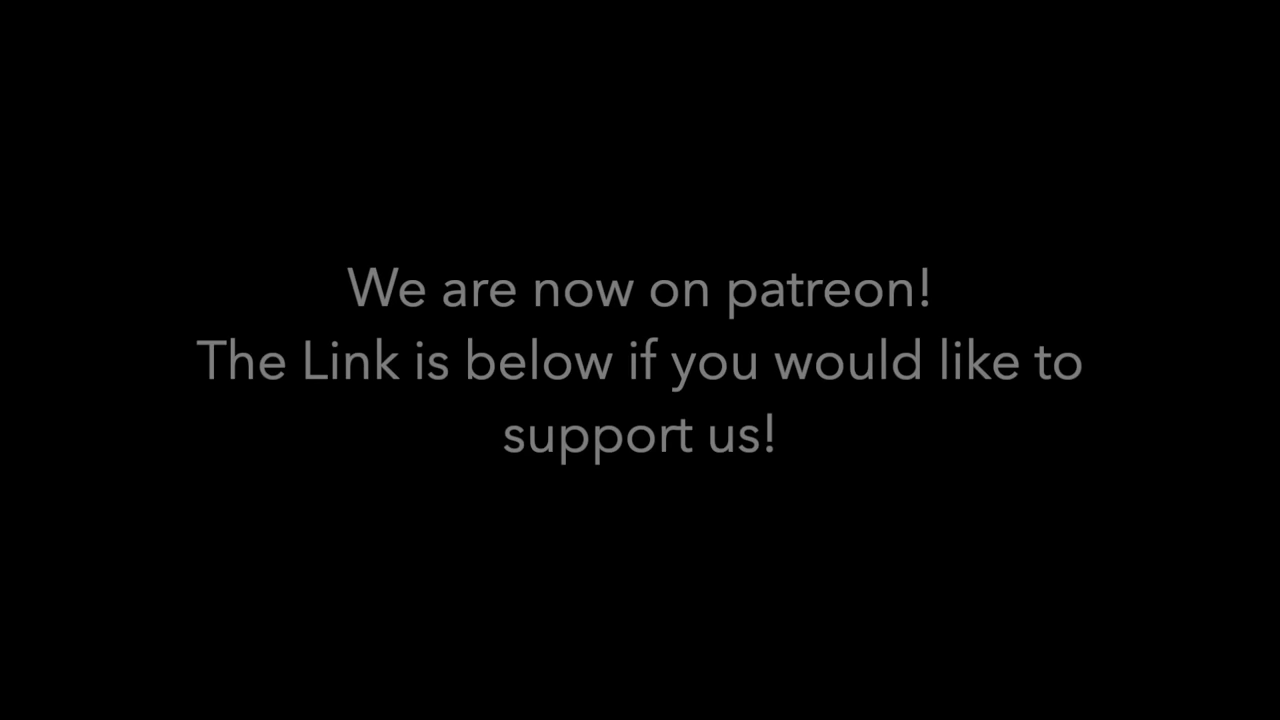 We are now on patreon!
The Link is below if you would like to
support us!